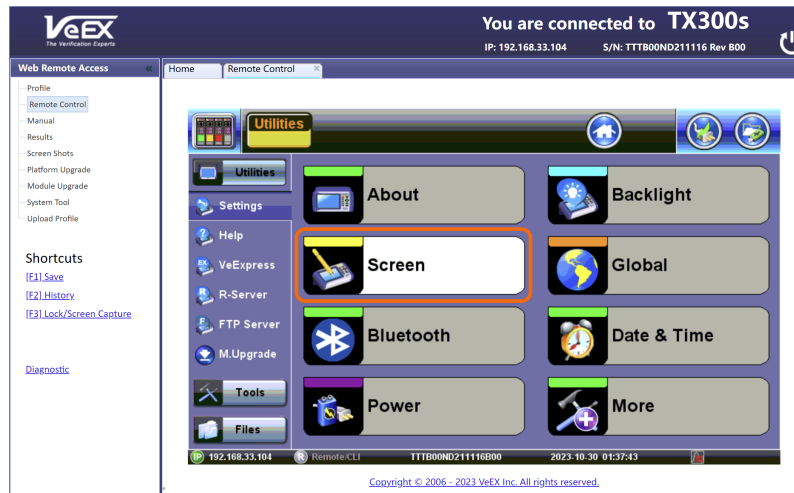 VeEX
The Verification Experts
You are connected to TX300s
IP: 192.168.33.104 S/N: TTTB00ND211116 Rev B00
Web Remote Access «
Home Remote Control ×
Profile
Remote Control
Manual
Results
Screen Shots
Platform Upgrade
Module Upgrade
System Tool
Upload Profile
Shortcuts
[F1] Save
[F2] History
[F3] Lock/Screen Capture
Diagnostic
Utilities
Utilities
Settings
Help
VeExpress
R-Server
FTP Server
M.Upgrade
Tools
Files
About
Backlight
Screen
Global
Bluetooth
Date & Time
Power
More
IP 192.168.33.104 R Remote/CLI TTTB00ND211116B00 2023-10-30 01:37:43
Copyright © 2006 - 2023 VeEX Inc. All rights reserved.